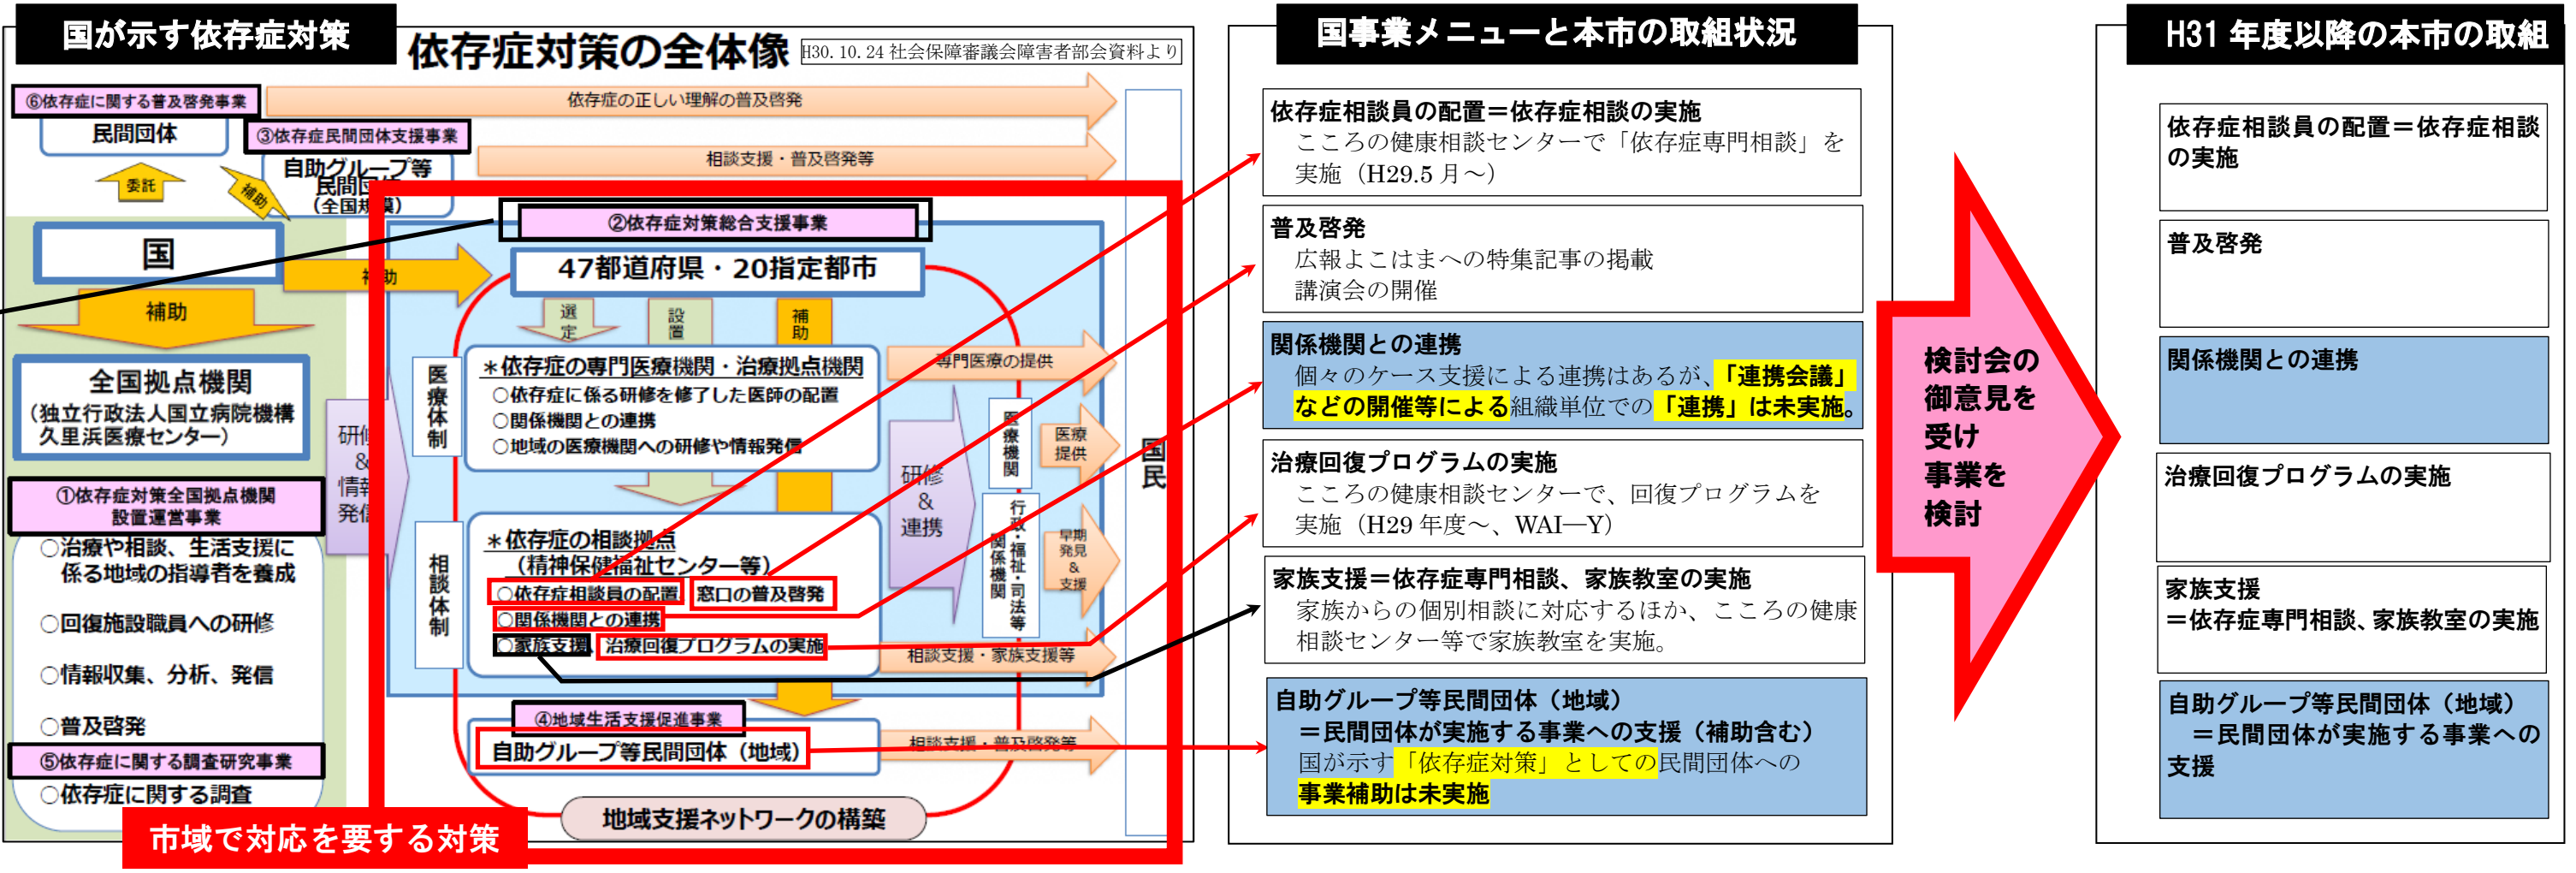 国が示す依存症対策
依存症対策の全体像
H30.10.24 社会保障審議会障害者部会資料より
⑥依存症に関する普及啓発事業
民間団体
依存症の正しい理解の普及啓発
③依存症民間団体支援事業
自助グループ等
民間団体
(全国規模)
相談支援・普及啓発等
委託
補助
国
補助
補助
全国拠点機関
(独立行政法人国立病院機構
久里浜医療センター)
①依存症対策全国拠点機関
設置運営事業
○治療や相談、生活支援に
係る地域の指導者を養成
○回復施設職員への研修
○情報収集、分析、発信
○普及啓発
⑤依存症に関する調査研究事業
○依存症に関する調査
研修
&
情報
発信
②依存症対策総合支援事業
47都道府県・20指定都市
選定
設置
補助
医療体制
＊依存症の専門医療機関・治療拠点機関
○依存症に係る研修を修了した医師の配置
○関係機関との連携
○地域の医療機関への研修や情報発信
相談体制
＊依存症の相談拠点
(精神保健福祉センター等)
○依存症相談員の配置、窓口の普及啓発
○関係機関との連携
○家族支援、治療回復プログラムの実施
専門医療の提供
研修
&
連携
医療機関
行政・福祉・司法等
関係機関
医療
提供
早期
発見
&
支援
相談支援・家族支援等
国民
④地域生活支援促進事業
自助グループ等民間団体（地域）
相談支援・普及啓発等
地域支援ネットワークの構築
市域で対応を要する対策
国事業メニューと本市の取組状況
依存症相談員の配置＝依存症相談の実施
こころの健康相談センターで「依存症専門相談」を
実施（H29.5 月～）
普及啓発
広報よこはまへの特集記事の掲載
講演会の開催
関係機関との連携
個々のケース支援による連携はあるが、「連携会議」
などの開催等による組織単位での「連携」は未実施。
治療回復プログラムの実施
こころの健康相談センターで、回復プログラムを
実施（H29 年度～、WAI―Y）
家族支援＝依存症専門相談、家族教室の実施
家族からの個別相談に対応するほか、こころの健康
相談センター等で家族教室を実施。
自助グループ等民間団体（地域）
＝民間団体が実施する事業への支援（補助含む）
国が示す「依存症対策」としての民間団体への
事業補助は未実施
検討会の
御意見を
受け
事業を
検討
H31 年度以降の本市の取組
依存症相談員の配置＝依存症相談
の実施
普及啓発
関係機関との連携
治療回復プログラムの実施
家族支援
＝依存症専門相談、家族教室の実施
自助グループ等民間団体（地域）
＝民間団体が実施する事業への
支援